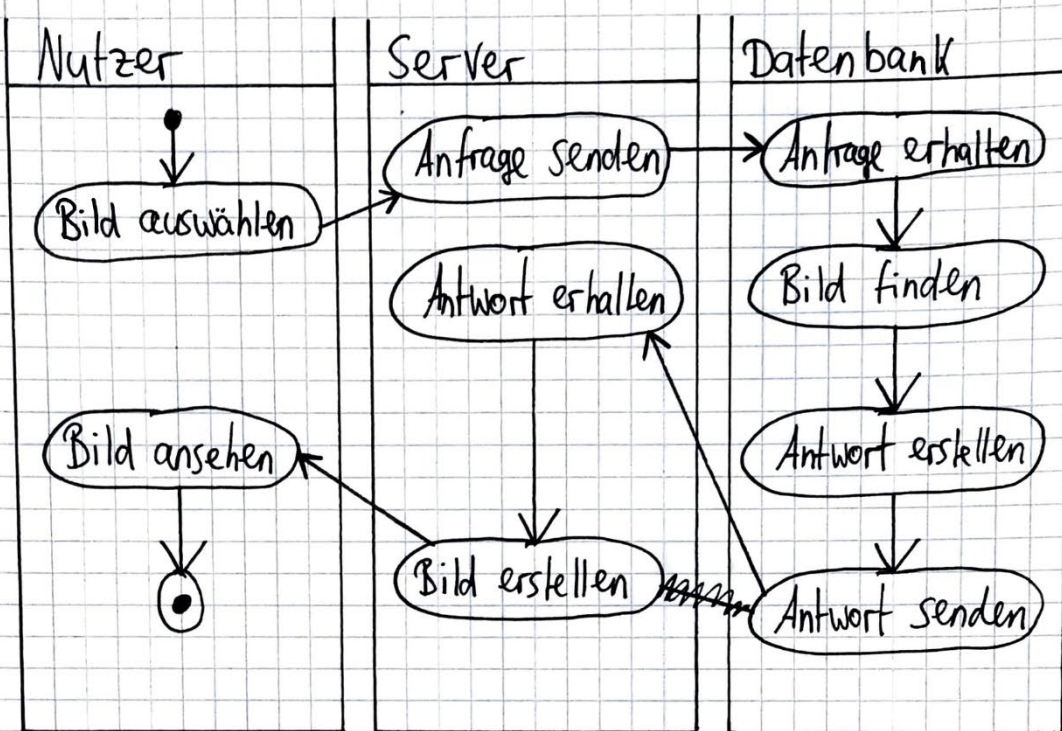 Nutzer
Server
Datenbank
Bild auswählen
Anfrage senden
Anfrage erhalten
Antwort erhalten
Bild finden
Bild ansehen
Antwort erstellen
Bild erstellen
Antwort senden